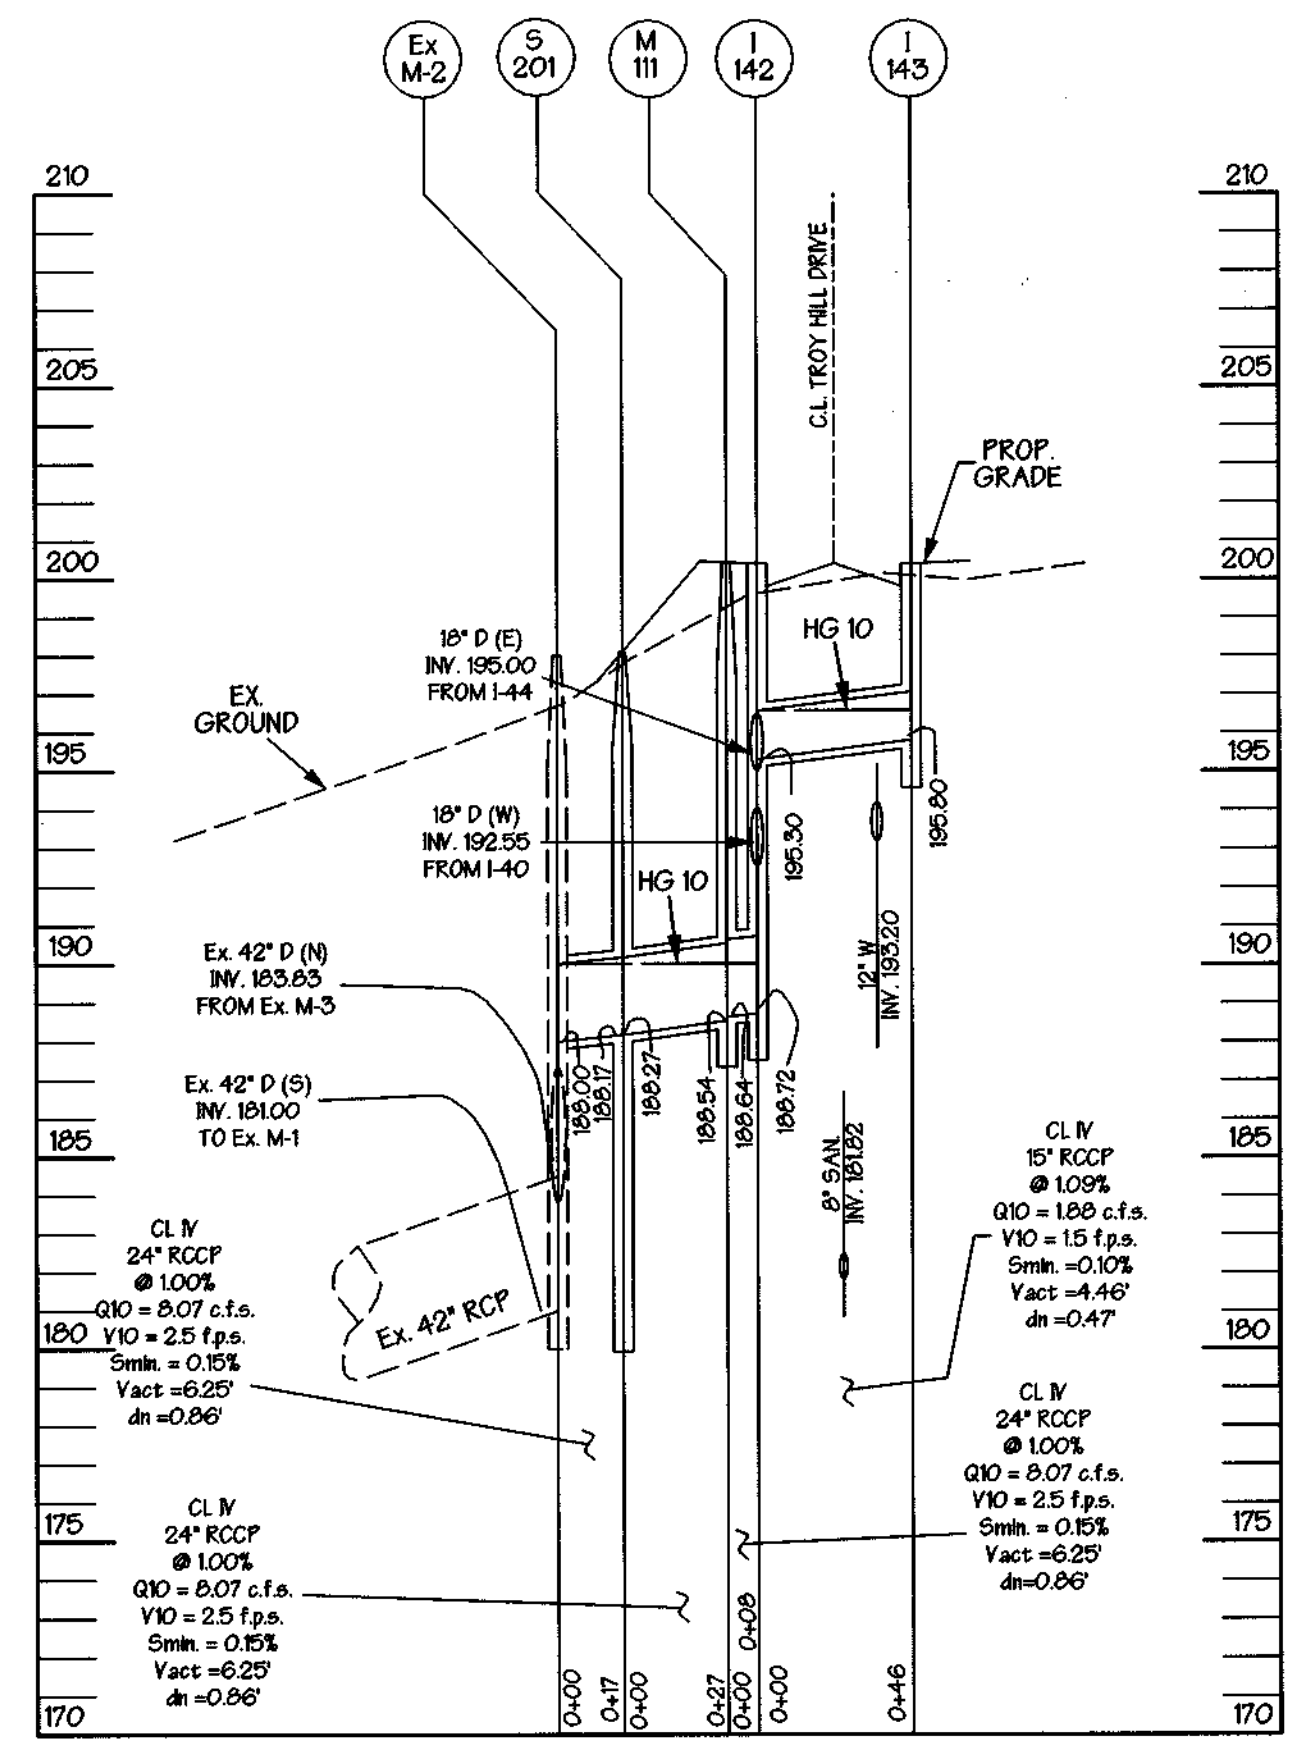 Ex
M-2
S
201
M
111
I
142
I
143
210
210
205
205
200
200
195
195
190
190
185
185
180
180
175
175
170
170
C.L. TROY HILL DRIVE
PROP.
GRADE
HG 10
18" D (E)
INV. 195.00
FROM I-44
EX.
GROUND
18" D (W)
INV. 192.55
FROM I-40
HG 10
195.30
195.80
12" W
INV. 193.20
Ex. 42" D (N)
INV. 183.83
FROM Ex. M-3
Ex. 42" D (S)
INV. 181.00
TO Ex. M-1
188.00
188.17
188.27
188.54
188.64
188.72
8" SAN.
INV. 181.82
Ex. 42" RCP
CL IV
15" RCCP
@ 1.09%
Q10 = 1.88 c.f.s.
V10 = 1.5 f.p.s.
Smin. =0.10%
Vact =4.46'
dn =0.47'
CL IV
24" RCCP
@ 1.00%
Q10 = 8.07 c.f.s.
V10 = 2.5 f.p.s.
Smin. = 0.15%
Vact =6.25'
dn =0.86'
CL IV
24" RCCP
@ 1.00%
Q10 = 8.07 c.f.s.
V10 = 2.5 f.p.s.
Smin. = 0.15%
Vact =6.25'
dn=0.86'
CL IV
24" RCCP
@ 1.00%
Q10 = 8.07 c.f.s.
V10 = 2.5 f.p.s.
Smin. = 0.15%
Vact =6.25'
dn =0.86'
0+00
0+17
0+00
0+27
0+00
0+08
0+00
0+46